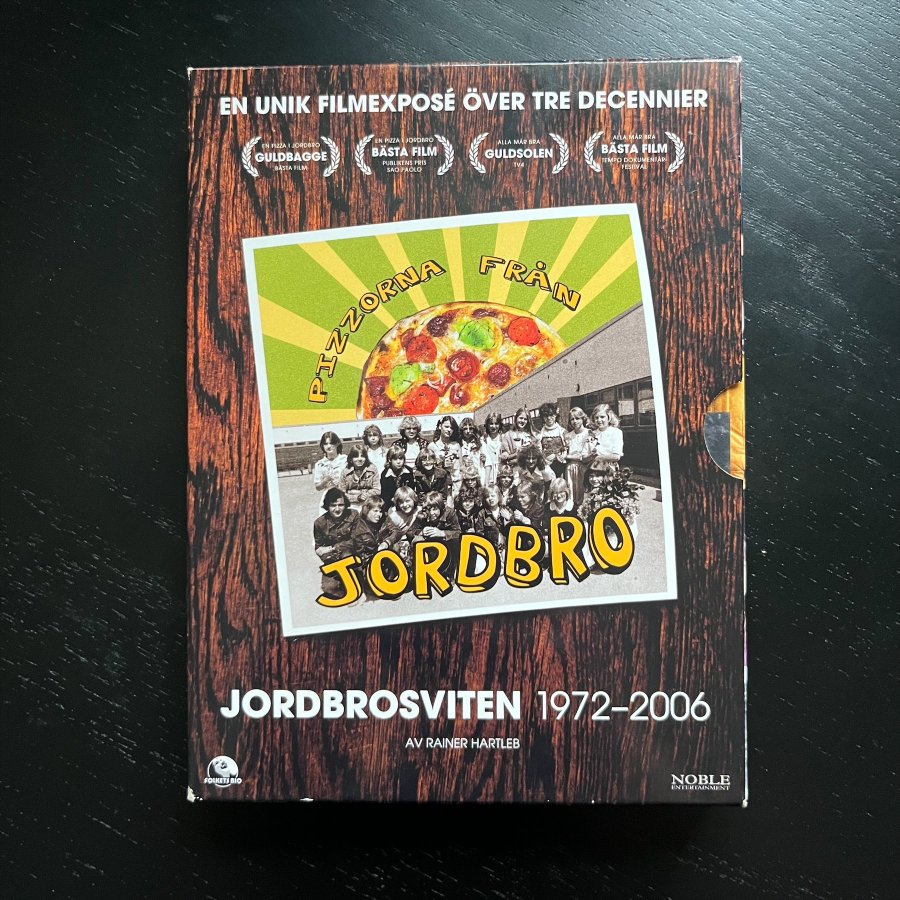 EN UNIK FILMEXPOSÉ ÖVER TRE DECENNIER
EN PIZZA I JORDBRO
GULDBAGGE
BÄSTA FILM
EN PIZZA I JORDBRO
BÄSTA FILM
PUBLIKENS PRIS
SAO PAOLO
ALLA MÅR BRA
GULDSOLEN
TV4
ALLA MÅR BRA
BÄSTA FILM
TEMPO DOKUMENTÄR-
FESTIVAL
PIZZORNA FRÅN
JORDBRO
JORDBROSVITEN 1972–2006
AV RAINER HARTLEB
FOLKETS BIO
NOBLE
ENTERTAINMENT